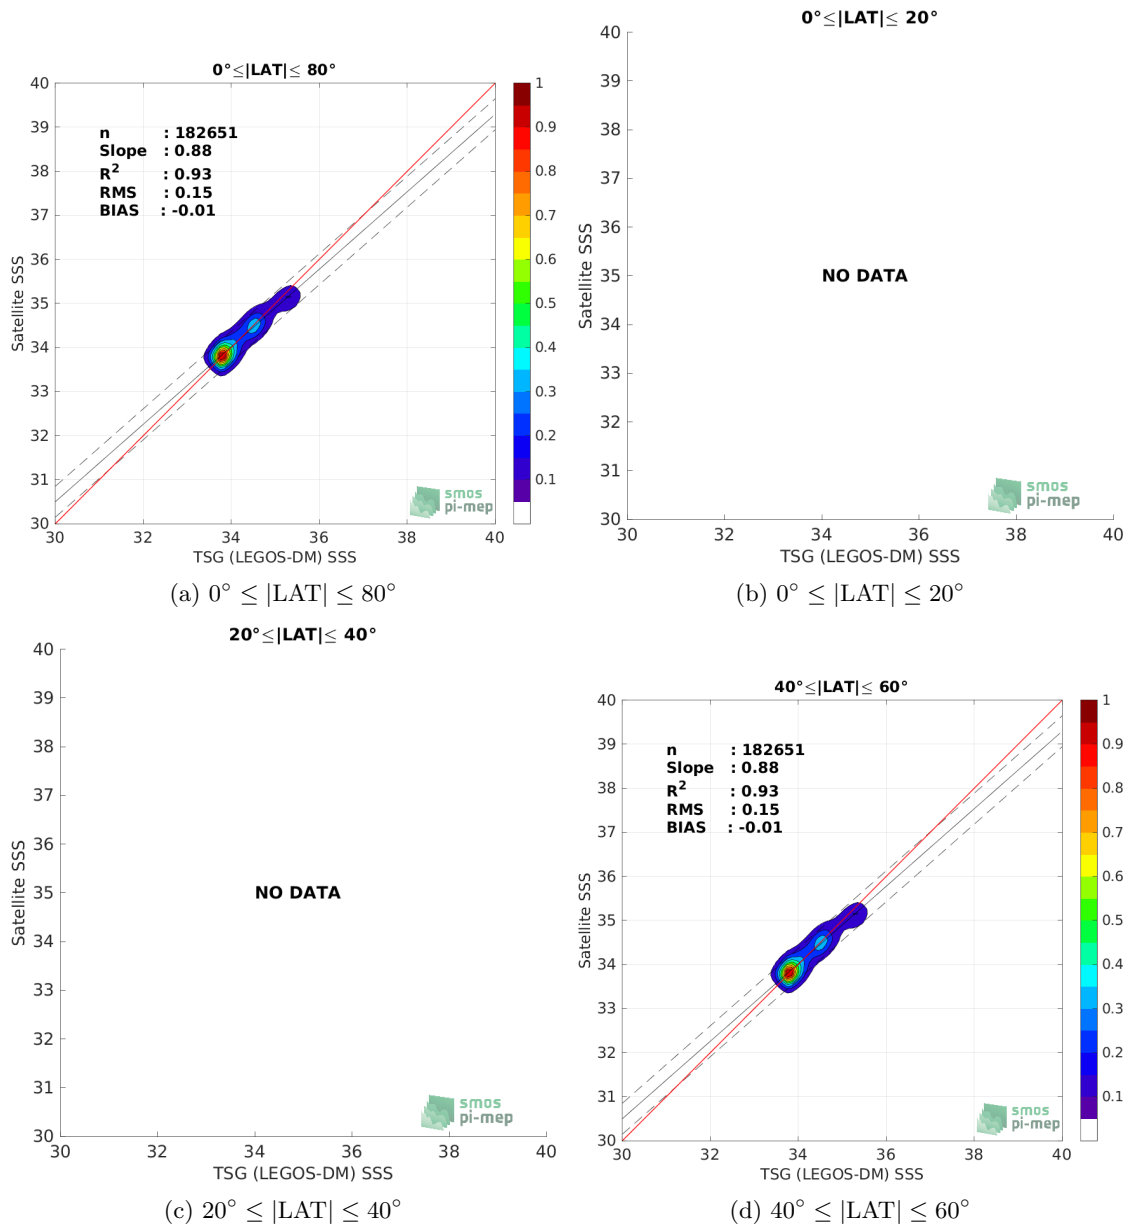 0°≤|LAT|≤ 80°
40
39
38
37
36
35
34
33
32
31
30
Satellite SSS
n : 182651
Slope : 0.88
R² : 0.93
RMS : 0.15
BIAS : -0.01
smos
pi-mep
30 32 34 36 38 40
TSG (LEGOS-DM) SSS
1
0.9
0.8
0.7
0.6
0.5
0.4
0.3
0.2
0.1
(a) 0° ≤ |LAT| ≤ 80°
0°≤|LAT|≤ 20°
40
39
38
37
36
35
34
33
32
31
30
Satellite SSS
NO DATA
smos
pi-mep
30 32 34 36 38 40
TSG (LEGOS-DM) SSS
(b) 0° ≤ |LAT| ≤ 20°
20°≤|LAT|≤ 40°
40
39
38
37
36
35
34
33
32
31
30
Satellite SSS
NO DATA
smos
pi-mep
30 32 34 36 38 40
TSG (LEGOS-DM) SSS
(c) 20° ≤ |LAT| ≤ 40°
40°≤|LAT|≤ 60°
40
39
38
37
36
35
34
33
32
31
30
Satellite SSS
n : 182651
Slope : 0.88
R² : 0.93
RMS : 0.15
BIAS : -0.01
smos
pi-mep
30 32 34 36 38 40
TSG (LEGOS-DM) SSS
1
0.9
0.8
0.7
0.6
0.5
0.4
0.3
0.2
0.1
(d) 40° ≤ |LAT| ≤ 60°